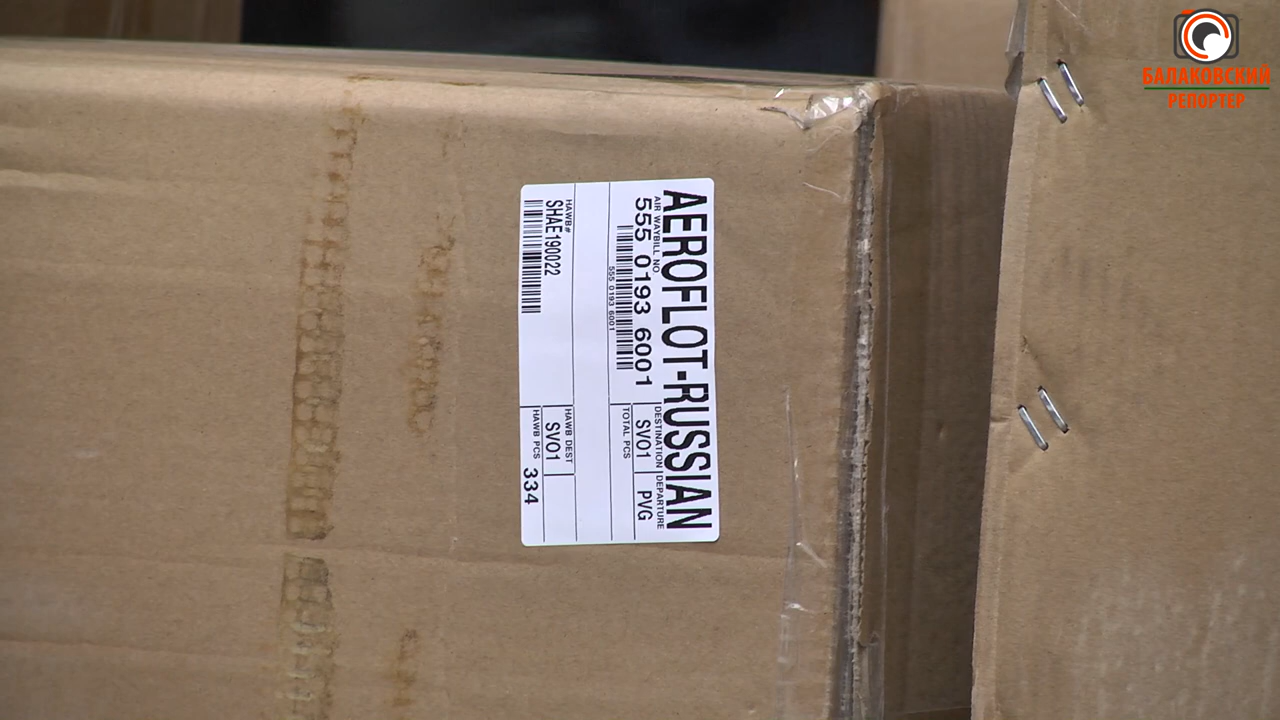 AEROFLOT-RUSSIAN
AIR WAYBILL NO
555 0193 6001
555 0193 6001
DESTINATION
SVO1
DEPARTURE
PVG
TOTAL PCS
HAWB#
SHAE190022
HAWB DEST
SVO1
HAWB PCS
334
БАЛАКОВСКИЙ
РЕПОРТЕР